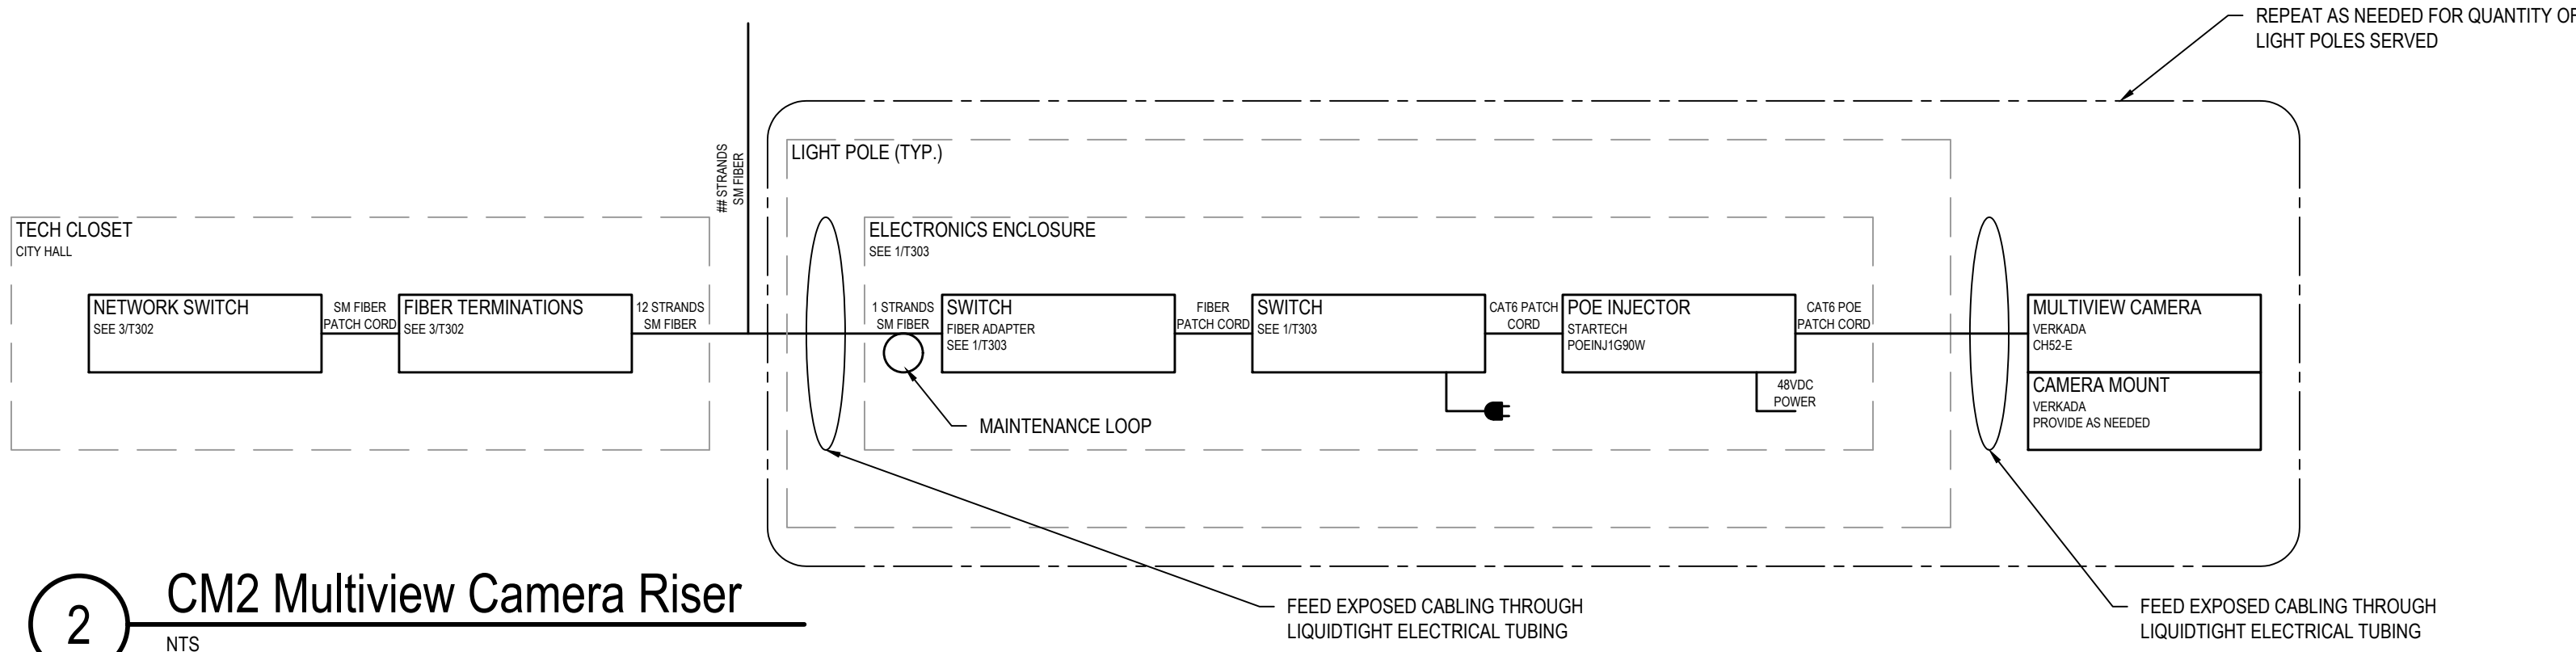 REPEAT AS NEEDED FOR QUANTITY OF
LIGHT POLES SERVED
## STRANDS
SM FIBER
LIGHT POLE (TYP.)
TECH CLOSET
CITY HALL
ELECTRONICS ENCLOSURE
SEE 1/T303
NETWORK SWITCH
SEE 3/T302
SM FIBER
PATCH CORD
FIBER TERMINATIONS
SEE 3/T302
12 STRANDS
SM FIBER
1 STRANDS
SM FIBER
SWITCH
FIBER ADAPTER
SEE 1/T303
FIBER
PATCH CORD
SWITCH
SEE 1/T303
CAT6 PATCH
CORD
POE INJECTOR
STARTECH
POEINJ1G90W
CAT6 POE
PATCH CORD
MULTIVIEW CAMERA
VERKADA
CH52-E
CAMERA MOUNT
VERKADA
PROVIDE AS NEEDED
48VDC
POWER
MAINTENANCE LOOP
FEED EXPOSED CABLING THROUGH
LIQUIDTIGHT ELECTRICAL TUBING
FEED EXPOSED CABLING THROUGH
LIQUIDTIGHT ELECTRICAL TUBING
2
CM2 Multiview Camera Riser
NTS